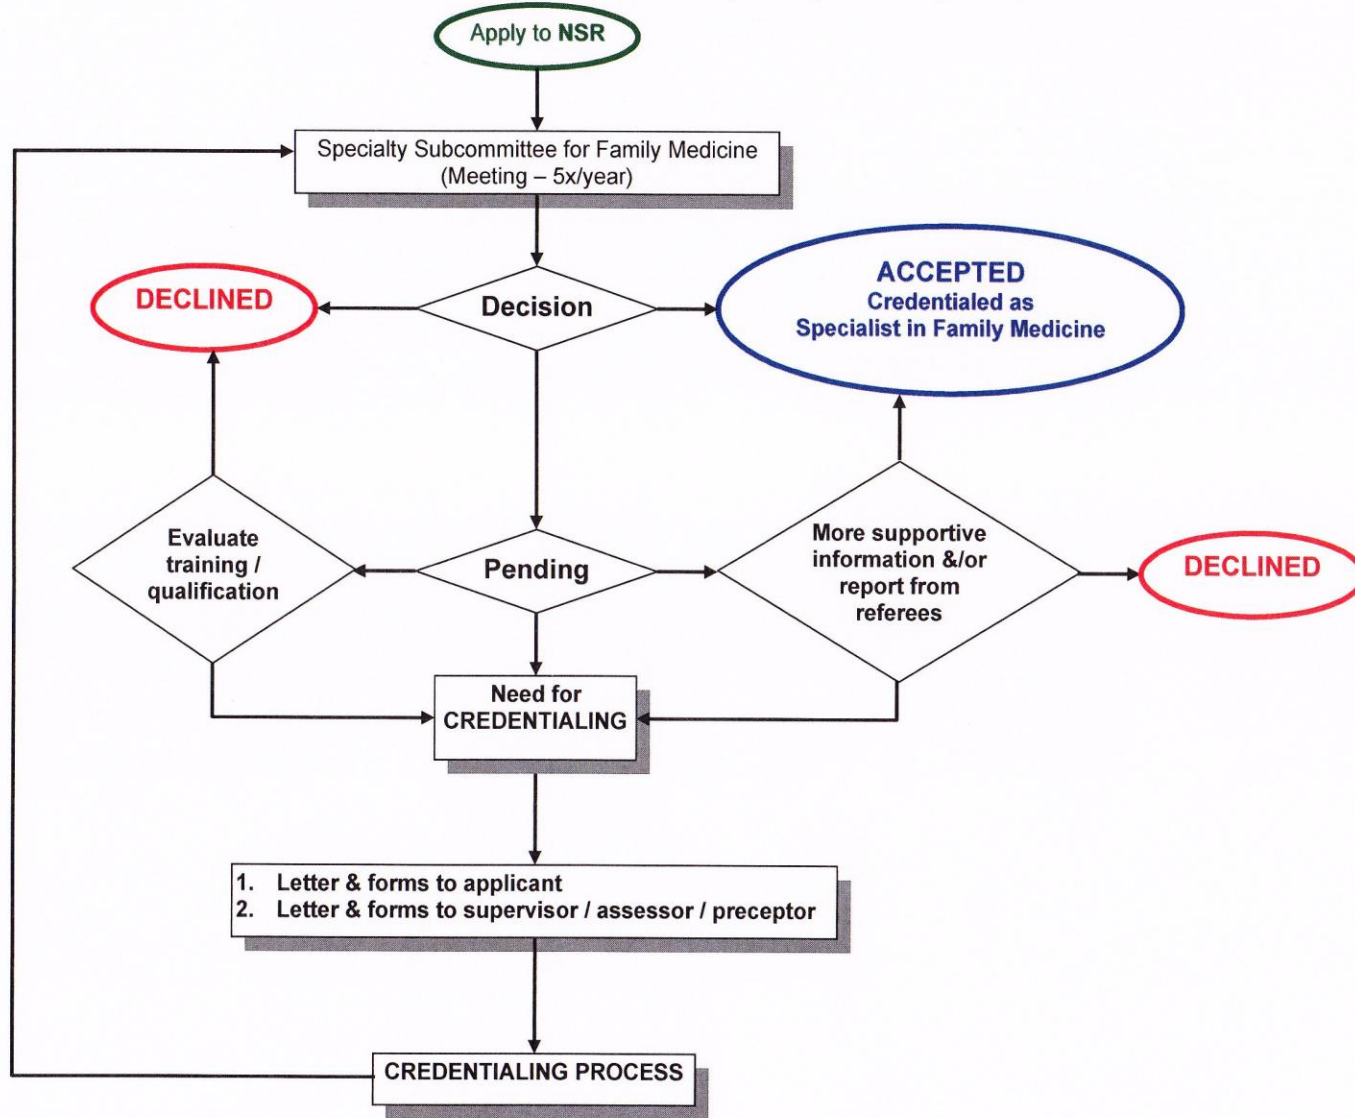 Apply to NSR
Specialty Subcommittee for Family Medicine
(Meeting – 5x/year)
DECLINED
Decision
ACCEPTED
Credentialed as
Specialist in Family Medicine
Evaluate
training /
qualification
Pending
More supportive
information &/or
report from
referees
DECLINED
Need for
CREDENTIALING
1. Letter & forms to applicant
2. Letter & forms to supervisor / assessor / preceptor
CREDENTIALING PROCESS